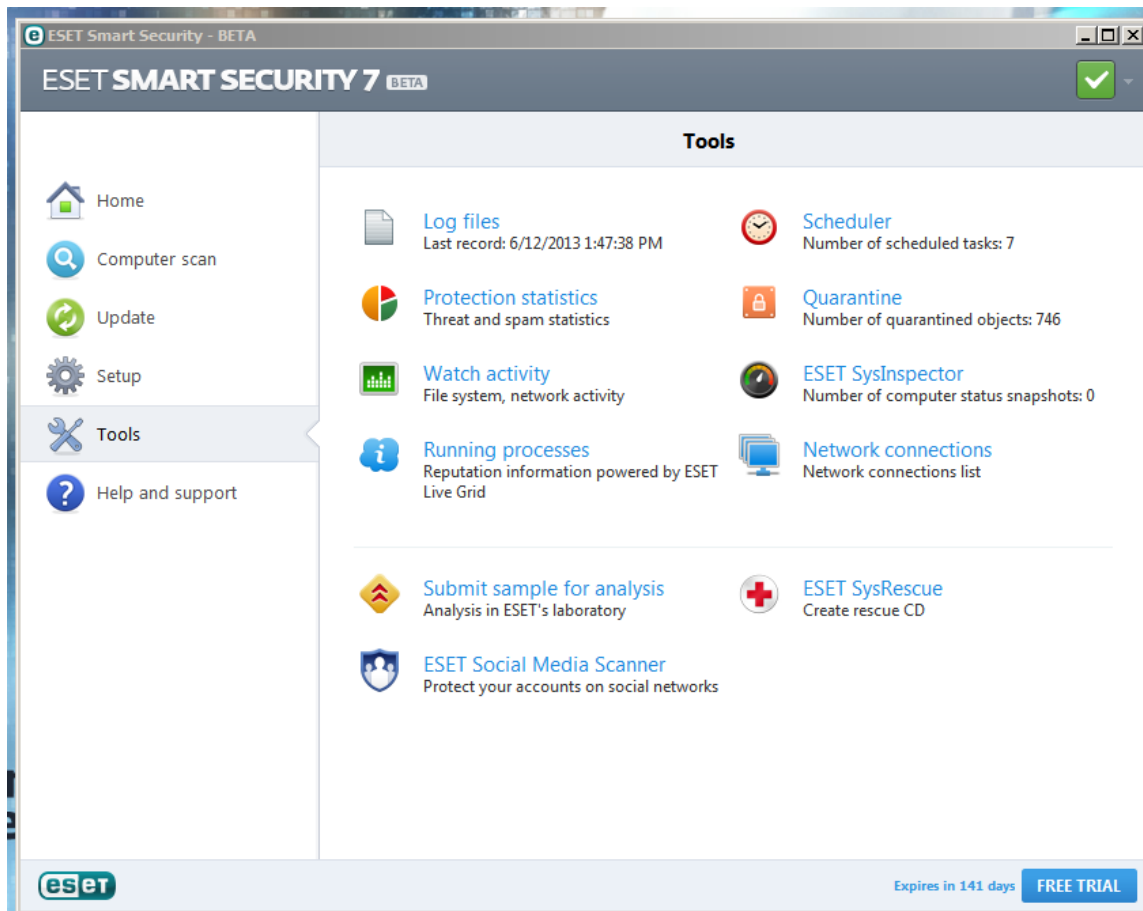 ESET Smart Security - BETA
ESET SMART SECURITY 7 BETA
Tools
Home
Computer scan
Update
Setup
Tools
Help and support
Log files
Last record: 6/12/2013 1:47:38 PM
Scheduler
Number of scheduled tasks: 7
Protection statistics
Threat and spam statistics
Quarantine
Number of quarantined objects: 746
Watch activity
File system, network activity
ESET SysInspector
Number of computer status snapshots: 0
Running processes
Reputation information powered by ESET
Live Grid
Network connections
Network connections list
Submit sample for analysis
Analysis in ESET's laboratory
ESET SysRescue
Create rescue CD
ESET Social Media Scanner
Protect your accounts on social networks
eset
Expires in 141 days
FREE TRIAL